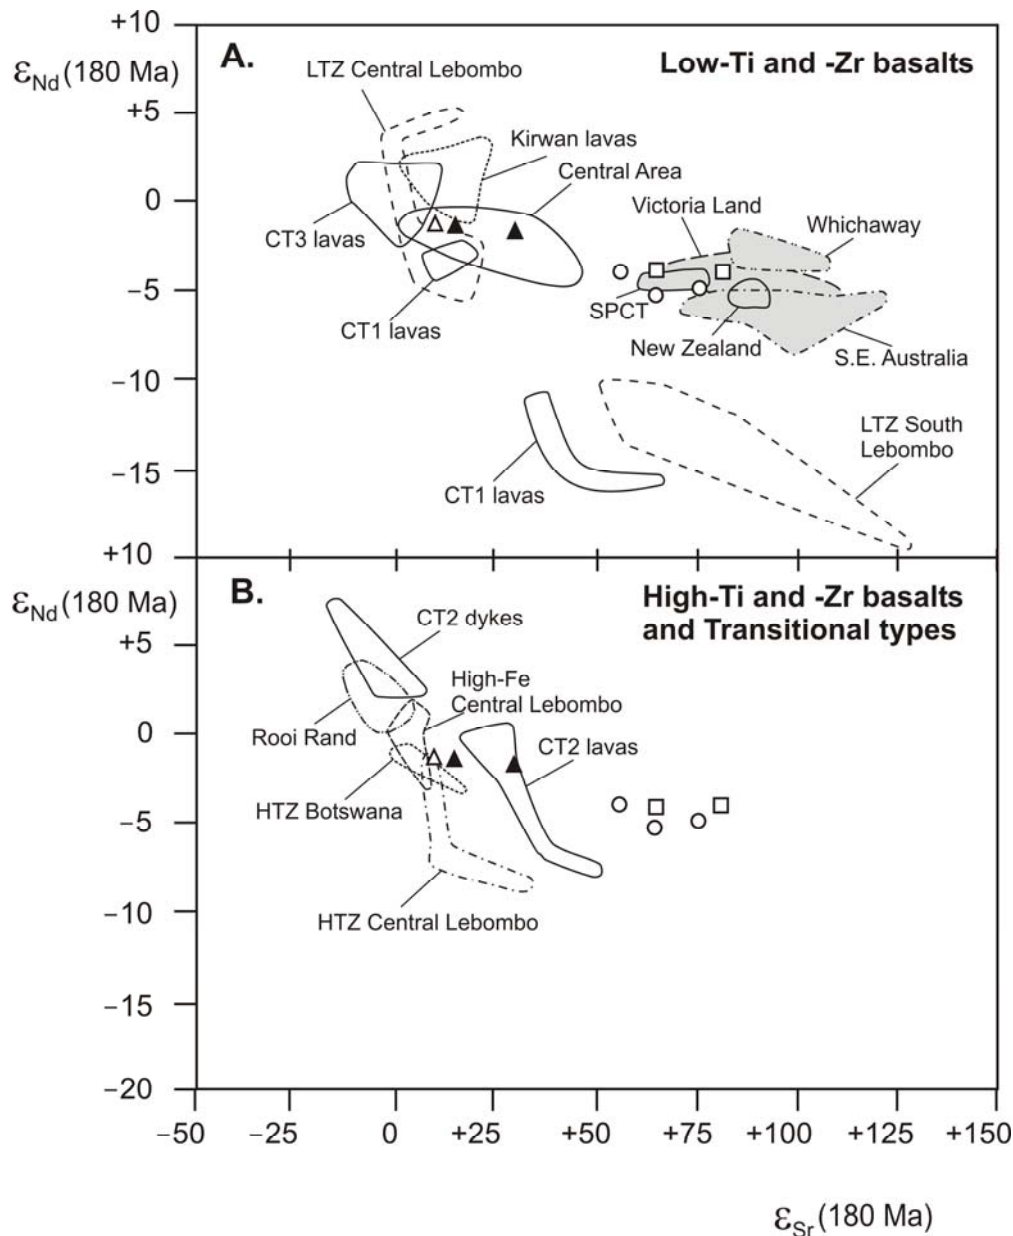 +10
A.
Low-Ti and -Zr basalts
εNd (180 Ma)
LTZ Central Lebombo
+5
Kirwan lavas
Central Area
Victoria Land
Whichaway
0
CT3 lavas
SPCT
−5
CT1 lavas
New Zealand
S.E. Australia
−10
LTZ South
Lebombo
−15
CT1 lavas
+10
B.
High-Ti and -Zr basalts
and Transitional types
εNd (180 Ma)
CT2 dykes
+5
High-Fe
Central Lebombo
Rooi Rand
0
CT2 lavas
HTZ Botswana
−5
HTZ Central Lebombo
−10
−15
−20
−50 −25 0 +25 +50 +75 +100 +125 +150
εSr (180 Ma)